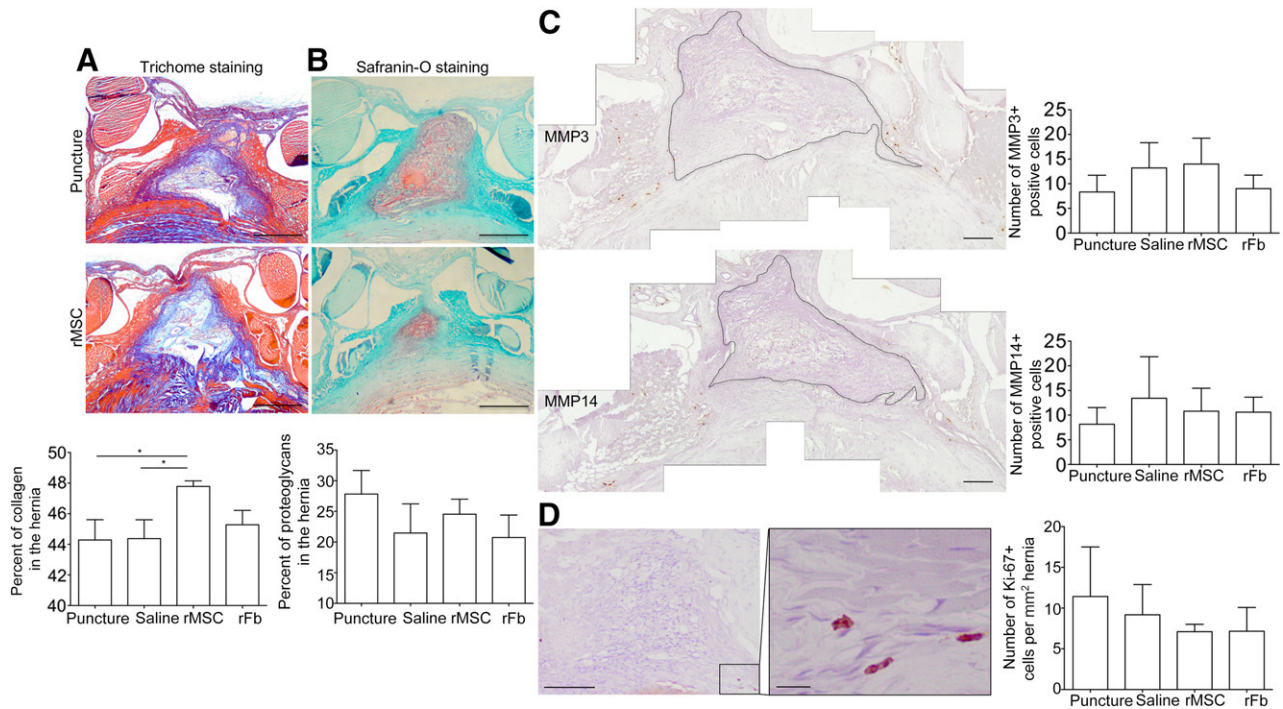 A
Trichome staining
B
Safranin-O staining
Puncture
rMSC
Percent of collagen
in the hernia
50
48
46
44
42
40
*
*
Puncture Saline rMSC rFb
Percent of proteoglycans
in the hernia
35
30
25
20
15
10
Puncture Saline rMSC rFb
C
MMP3
Number of MMP3+
positive cells
25
20
15
10
5
0
Puncture Saline rMSC rFb
MMP14
Number of MMP14+
positive cells
25
20
15
10
5
0
Puncture Saline rMSC rFb
D
Number of Ki-67+
cells per mm² hernia
20
15
10
5
0
Puncture Saline rMSC rFb